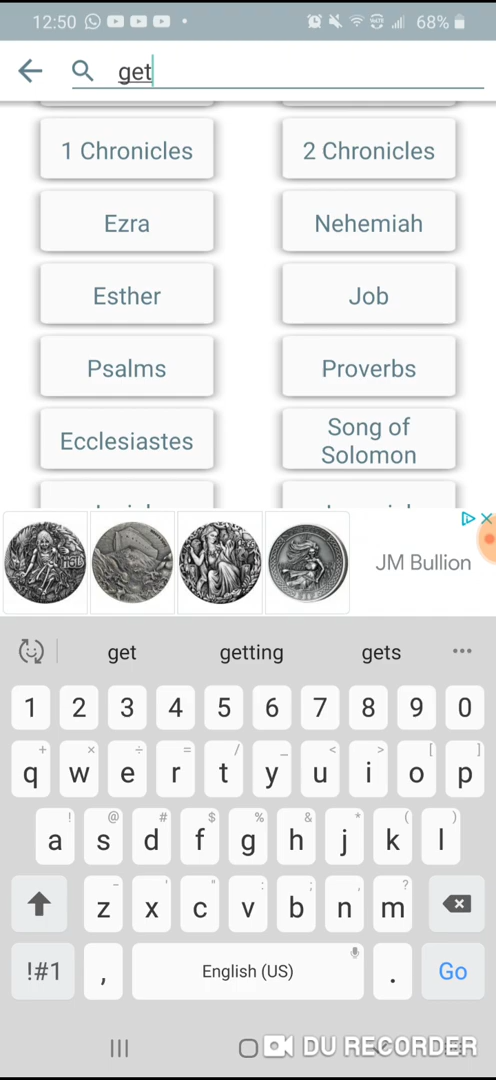 12:50 68%
get
1 Chronicles 2 Chronicles
Ezra Nehemiah
Esther Job
Psalms Proverbs
Ecclesiastes Song of
Solomon
JM Bullion
get getting gets
1 2 3 4 5 6 7 8 9 0
+ × ÷ = / _ < > [ ]
q w e r t y u i o p
! @ # $ % & * ( )
a s d f g h j k l
- ' " : ; , ?
z x c v b n m
!#1 , English (US) . Go
DU RECORDER